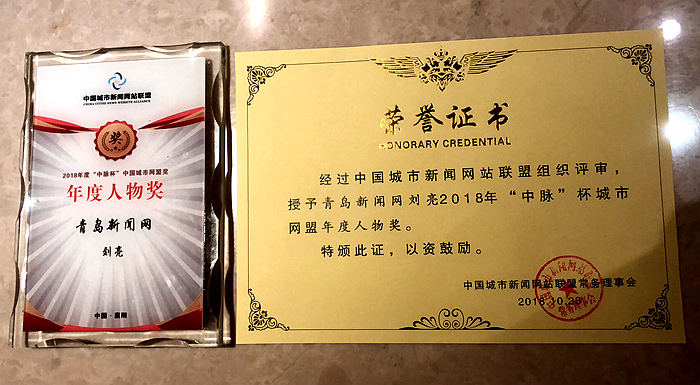 中国城市新闻网站联盟
CHINA CITIES NEWS WEBSITE ALLIANCE
奖
2018年度“中脉杯”中国城市网盟奖
年度人物奖
青岛新闻网
刘亮
中国·襄阳
荣誉证书
HONORARY CREDENTIAL
经过中国城市新闻网站联盟组织评审，
授予青岛新闻网刘亮2018年“中脉”杯城市
网盟年度人物奖。
特颁此证，以资鼓励。
中国城市新闻网站联盟常务理事会
2018.10.29